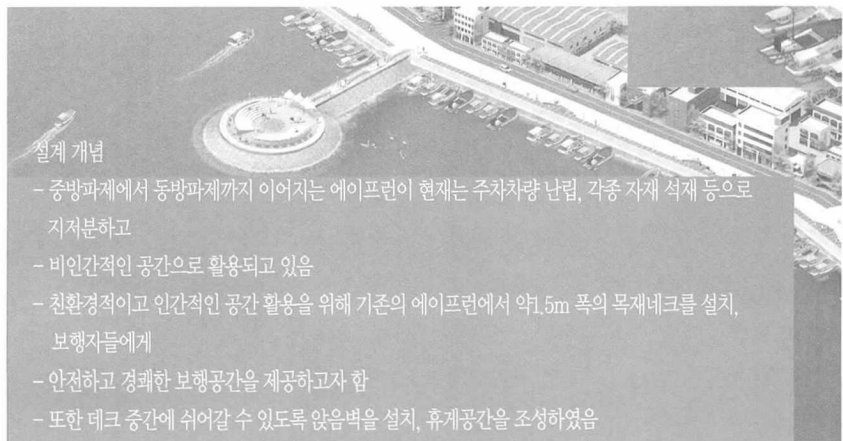 설계 개념
- 중방파제에서 동방파제까지 이어지는 에이프런이 현재는 주차차량 난립, 각종 자재 석재 등으로
지저분하고
- 비인간적인 공간으로 활용되고 있음
- 친환경적이고 인간적인 공간 활용을 위해 기존의 에이프런에서 약1.5m 폭의 목재네크를 설치,
보행자들에게
- 안전하고 경쾌한 보행공간을 제공하고자 함
- 또한 데크 중간에 쉬어갈 수 있도록 앉음벽을 설치, 휴게공간을 조성하였음